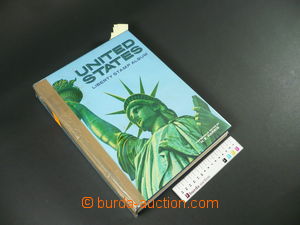 UNITED
STATES
LIBERTY STAMP ALBUM
© burda-auction.com